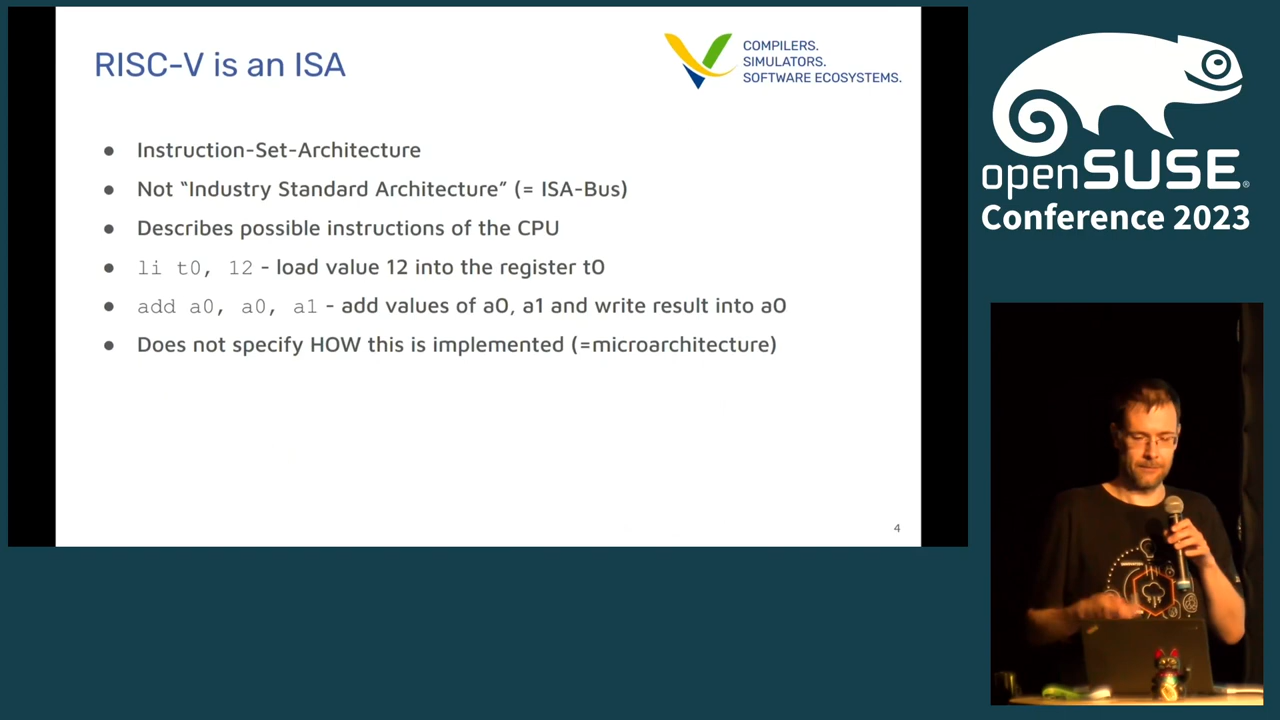 RISC-V is an ISA
COMPILERS.
SIMULATORS.
SOFTWARE ECOSYSTEMS.
● Instruction-Set-Architecture
● Not “Industry Standard Architecture” (= ISA-Bus)
● Describes possible instructions of the CPU
● li t0, 12 - load value 12 into the register t0
● add a0, a0, a1 - add values of a0, a1 and write result into a0
● Does not specify HOW this is implemented (=microarchitecture)
4
openSUSE®
Conference 2023